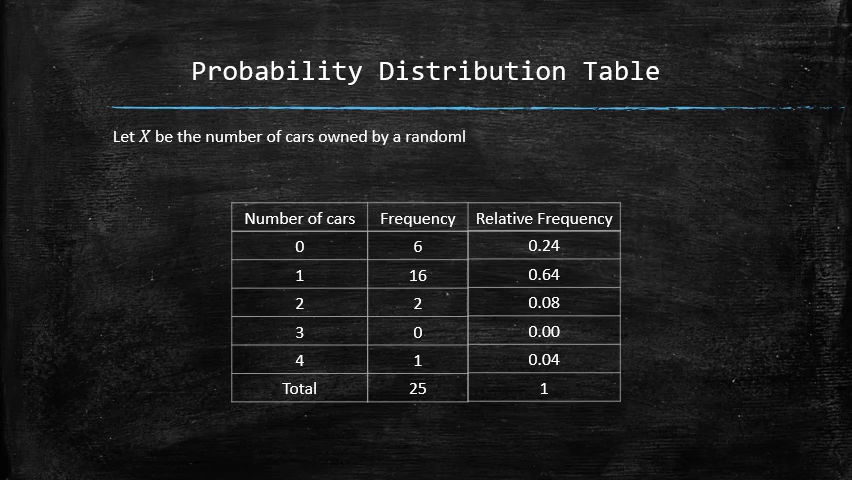 Probability Distribution Table
Let X be the number of cars owned by a randoml
Number of cars Frequency Relative Frequency
0 6 0.24
1 16 0.64
2 2 0.08
3 0 0.00
4 1 0.04
Total 25 1